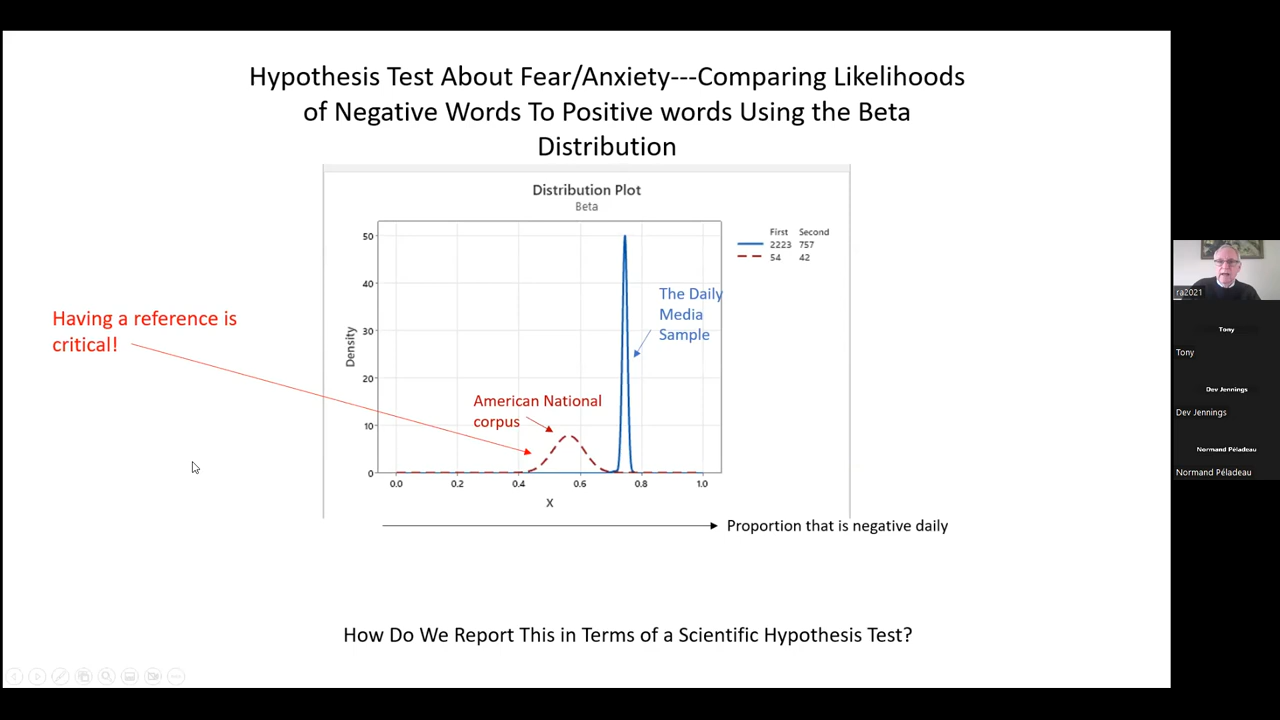 Hypothesis Test About Fear/Anxiety---Comparing Likelihoods
of Negative Words To Positive words Using the Beta
Distribution
Distribution Plot
Beta
First Second
2223 757
54 42
50
40
30
20
10
0
Density
0.0 0.2 0.4 0.6 0.8 1.0
X
The Daily
Media
Sample
American National
corpus
Having a reference is
critical!
Proportion that is negative daily
How Do We Report This in Terms of a Scientific Hypothesis Test?
ra2021
Tony
Tony
Dev Jennings
Dev Jennings
Normand Péladeau
Normand Péladeau